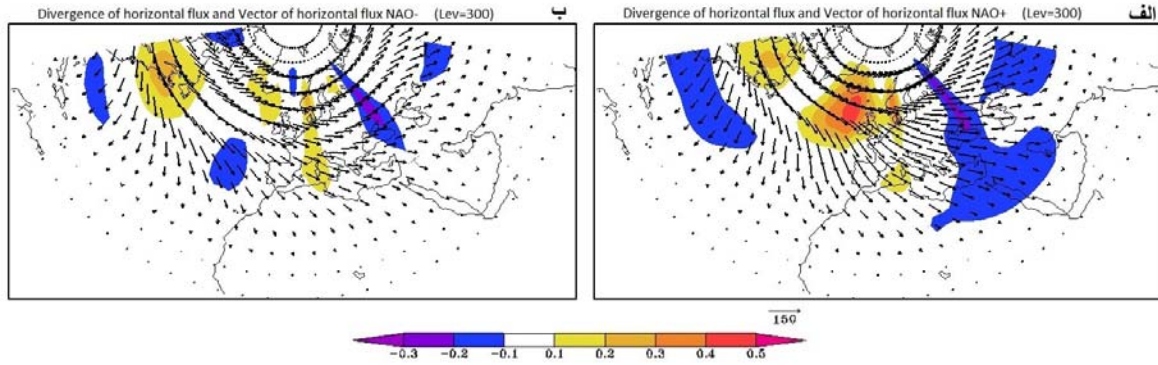 Divergence of horizontal flux and Vector of horizontal flux NAO- (Lev=300) ب
Divergence of horizontal flux and Vector of horizontal flux NAO+ (Lev=300) الف
150
-0.3 -0.2 -0.1 0.1 0.2 0.3 0.4 0.5